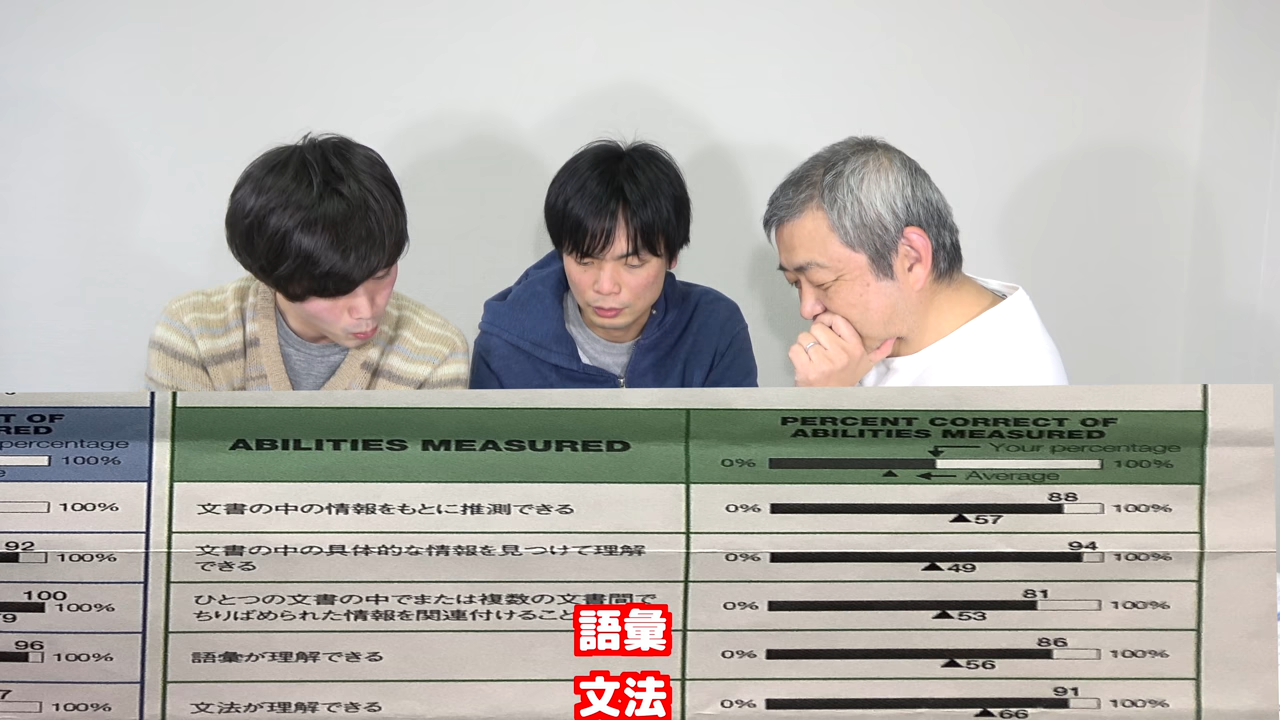 T OF
RED
percentage
100%
e
100%
92
100%
100
100%
9
96
100%
7
100%
ABILITIES MEASURED
PERCENT CORRECT OF
ABILITIES MEASURED
Your percentage
0% 100%
Average
文書の中の情報をもとに推測できる
0% 88 100%
57
文書の中の具体的な情報を見つけて理解
できる
0% 94 100%
49
ひとつの文書の中でまたは複数の文書間で
ちりばめられた情報を関連付けること
0% 81 100%
53
語彙が理解できる
0% 86 100%
56
文法が理解できる
0% 91 100%
66
語彙
文法